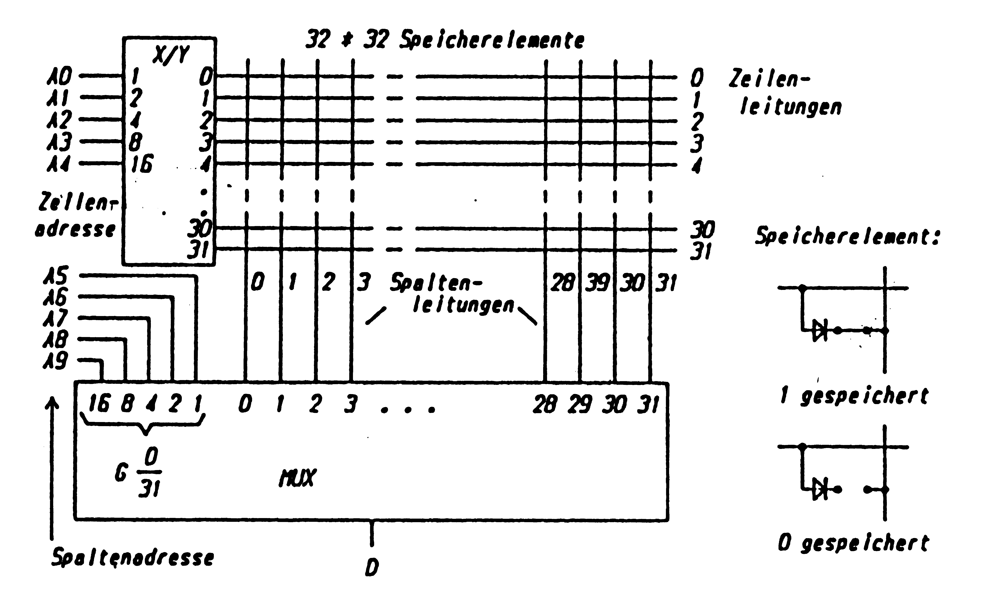 32 * 32 Speicherelemente
X/Y
A0 1 0 0 Zeilen-
A1 2 1 1 leitungen
A2 4 2 2
A3 8 3 3
A4 16 4 4
.
Zeilen- .
adresse 30 30 Speicherelement:
31 31
A5 0 1 2 3 Spalten- 28 39 30 31
A6 leitungen
A7
A8
A9
16 8 4 2 1 0 1 2 3 . . . 28 29 30 31
1 gespeichert
G 0/31 MUX
0 gespeichert
Spaltenadresse
D